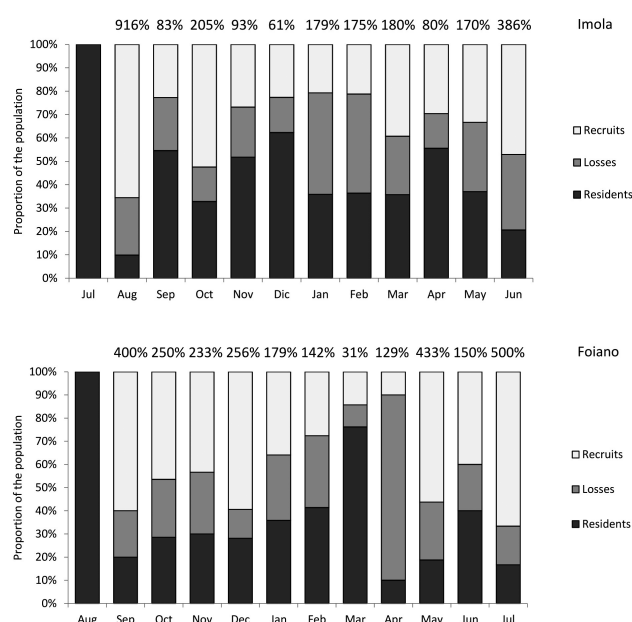 916% 83% 205% 93% 61% 179% 175% 180% 80% 170% 386%
Imola
100%
90%
80%
70%
60%
50%
40%
30%
20%
10%
0%
Proportion of the population
Jul Aug Sep Oct Nov Dic Jan Feb Mar Apr May Jun
Recruits
Losses
Residents
400% 250% 233% 256% 179% 142% 31% 129% 433% 150% 500%
Foiano
100%
90%
80%
70%
60%
50%
40%
30%
20%
10%
0%
Proportion of the population
Aug Sep Oct Nov Dec Jan Feb Mar Apr May Jun Jul
Recruits
Losses
Residents